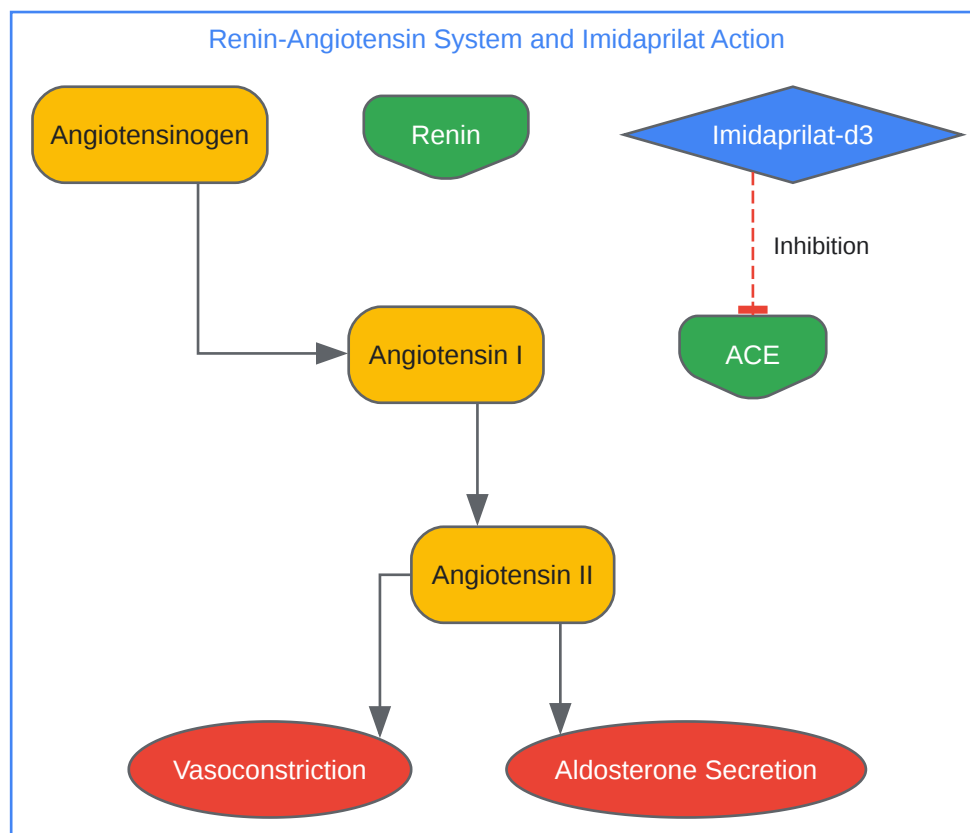 Renin-Angiotensin System and Imidaprilat Action
Angiotensinogen
Renin
Imidaprilat-d3
Inhibition
Angiotensin I
ACE
Angiotensin II
Vasoconstriction
Aldosterone Secretion